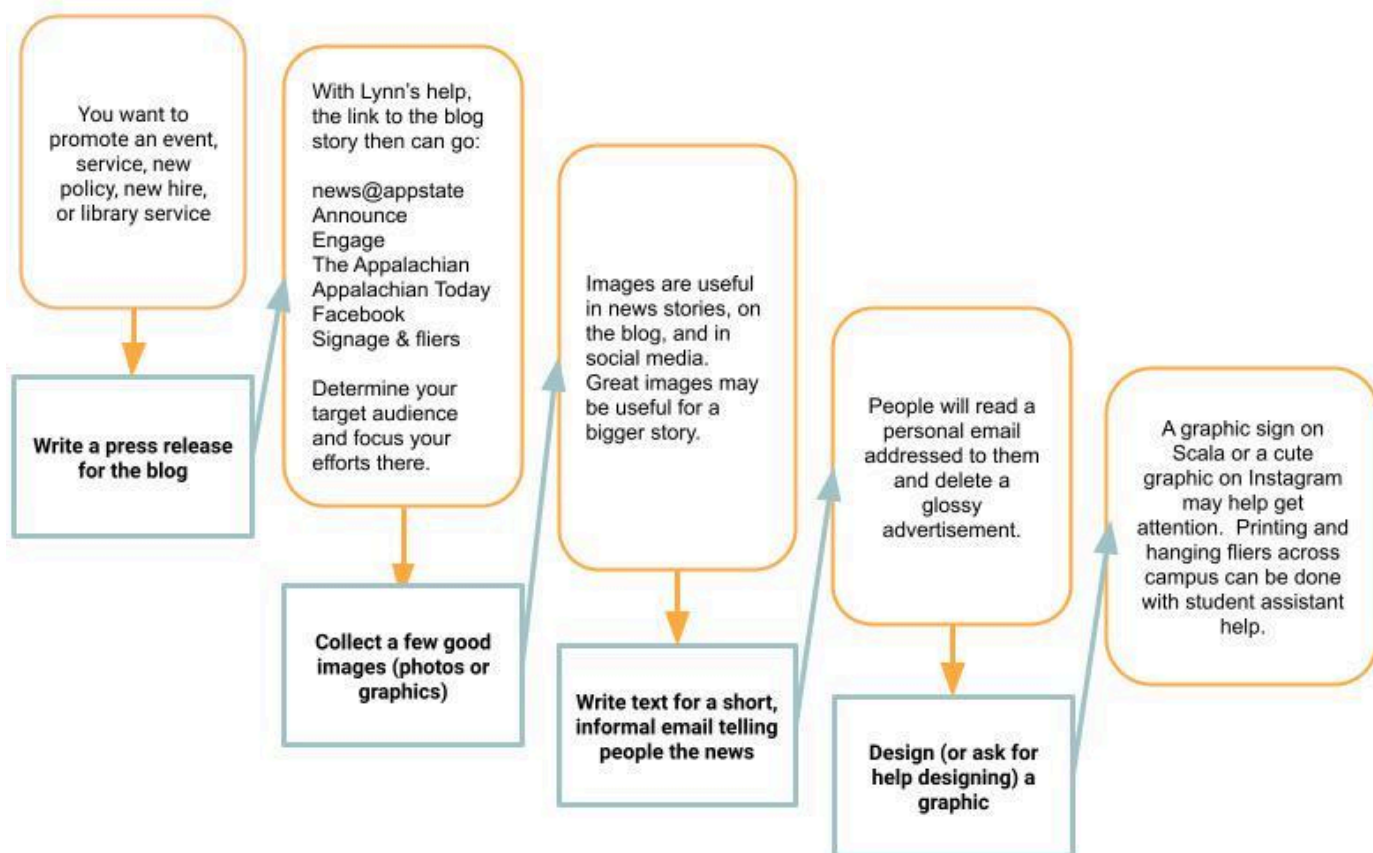 You want to
promote an event,
service, new
policy, new hire,
or library service
Write a press release
for the blog
With Lynn's help,
the link to the blog
story then can go:
news@appstate
Announce
Engage
The Appalachian
Appalachian Today
Facebook
Signage & fliers
Determine your
target audience
and focus your
efforts there.
Collect a few good
images (photos or
graphics)
Images are useful
in news stories, on
the blog, and in
social media.
Great images may
be useful for a
bigger story.
Write text for a short,
informal email telling
people the news
People will read a
personal email
addressed to them
and delete a
glossy
advertisement.
Design (or ask for
help designing) a
graphic
A graphic sign on
Scala or a cute
graphic on Instagram
may help get
attention.  Printing and
hanging fliers across
campus can be done
with student assistant
help.